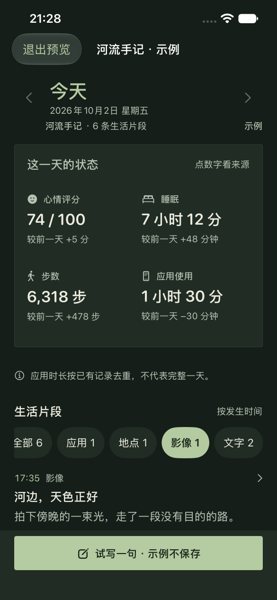 21:28
退出预览
河流手记 · 示例
今天
2026年10月2日 星期五
河流手记 · 6 条生活片段
示例
这一天的状态
点数字看来源
心情评分
睡眠
74 / 100
7 小时 12 分
较前一天 +5 分
较前一天 +48 分钟
步数
应用使用
6,318 步
1 小时 30 分
较前一天 +478 步
较前一天 −30 分钟
应用时长按已有记录去重，不代表完整一天。
生活片段
按发生时间
全部 6
应用 1
地点 1
影像 1
文字 2
17:35 影像
河边，天色正好
拍下傍晚的一束光，走了一段没有目的的路。
试写一句 · 示例不保存